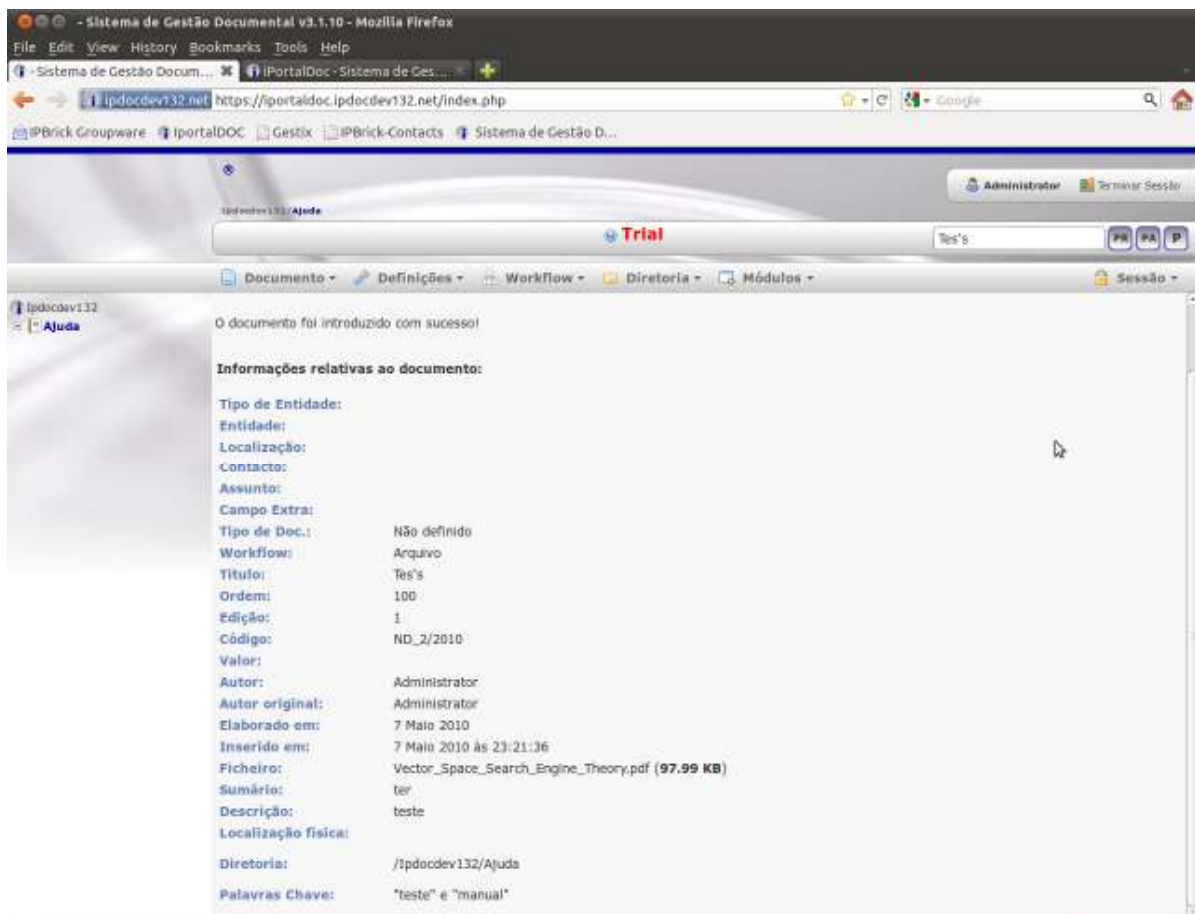 - Sistema de Gestão Documental v3.1.10 - Mozilla Firefox
File Edit View History Bookmarks Tools Help
- Sistema de Gestão Docum... iPortalDoc - Sistema de Ges...
ipdocdev132.net https://iportaldoc.ipdocdev132.net/index.php Google
IPBrick Groupware iportalDOC Gestix IPBrick-Contacts Sistema de Gestão D...
®
Administrator Terminar Sessão
Ipdocdev132/Ajuda
Trial Tes's PR PA P
Documento Definições Workflow Diretoria Módulos Sessão
Ipdocdev132
Ajuda
O documento foi introduzido com sucesso!
Informações relativas ao documento:
Tipo de Entidade:
Entidade:
Localização:
Contacto:
Assunto:
Campo Extra:
Tipo de Doc.: Não definido
Workflow: Arquivo
Titulo: Tes's
Ordem: 100
Edição: 1
Código: ND_2/2010
Valor:
Autor: Administrator
Autor original: Administrator
Elaborado em: 7 Maio 2010
Inserido em: 7 Maio 2010 às 23:21:36
Ficheiro: Vector_Space_Search_Engine_Theory.pdf (97.99 KB)
Sumário: ter
Descrição: teste
Localização física:
Diretoria: /Ipdocdev132/Ajuda
Palavras Chave: "teste" e "manual"